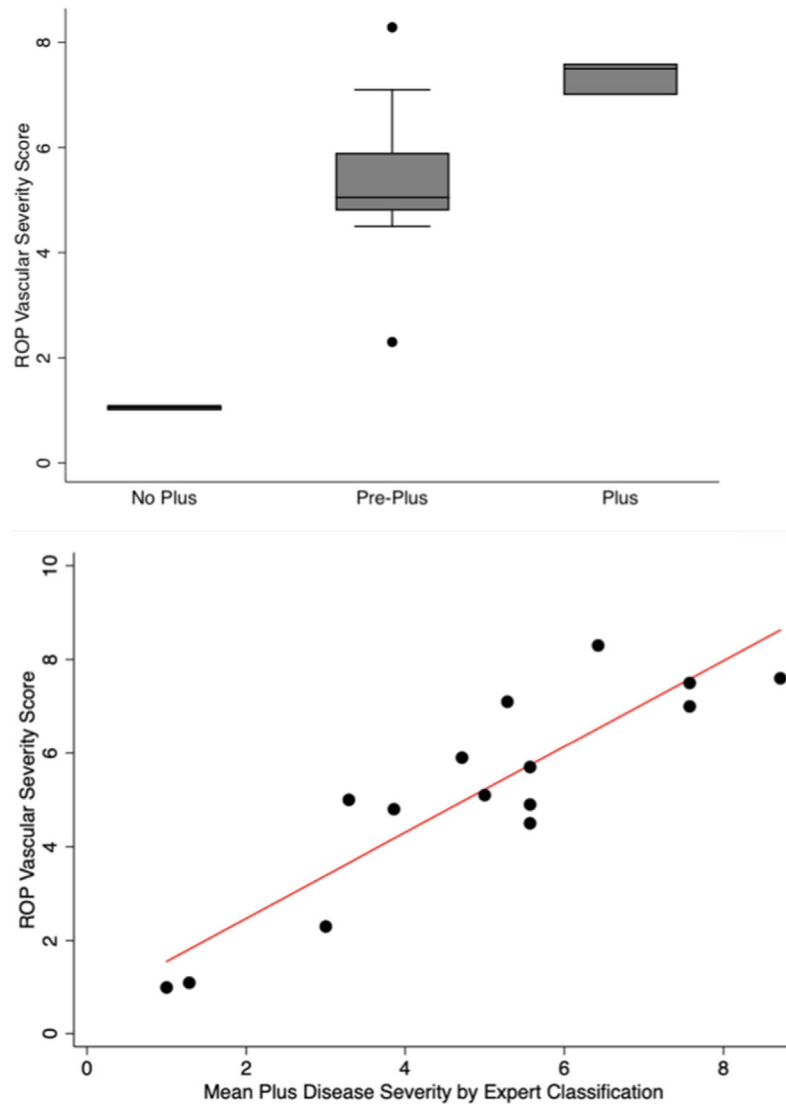 ROP Vascular Severity Score
8
6
4
2
0
No Plus Pre-Plus Plus
ROP Vascular Severity Score
10
8
6
4
2
0
0 2 4 6 8
Mean Plus Disease Severity by Expert Classification